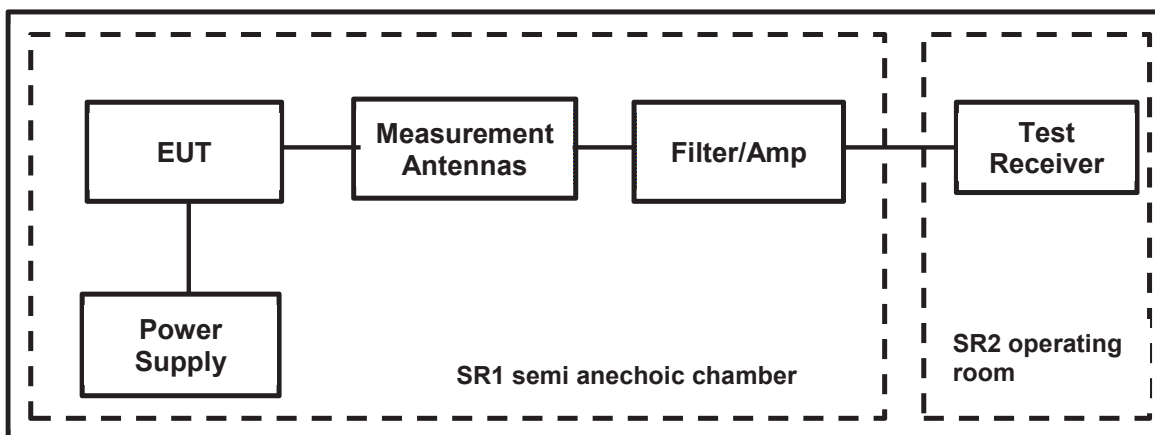 EUT
Measurement
Antennas
Filter/Amp
Test
Receiver
Power
Supply
SR1 semi anechoic chamber
SR2 operating
room